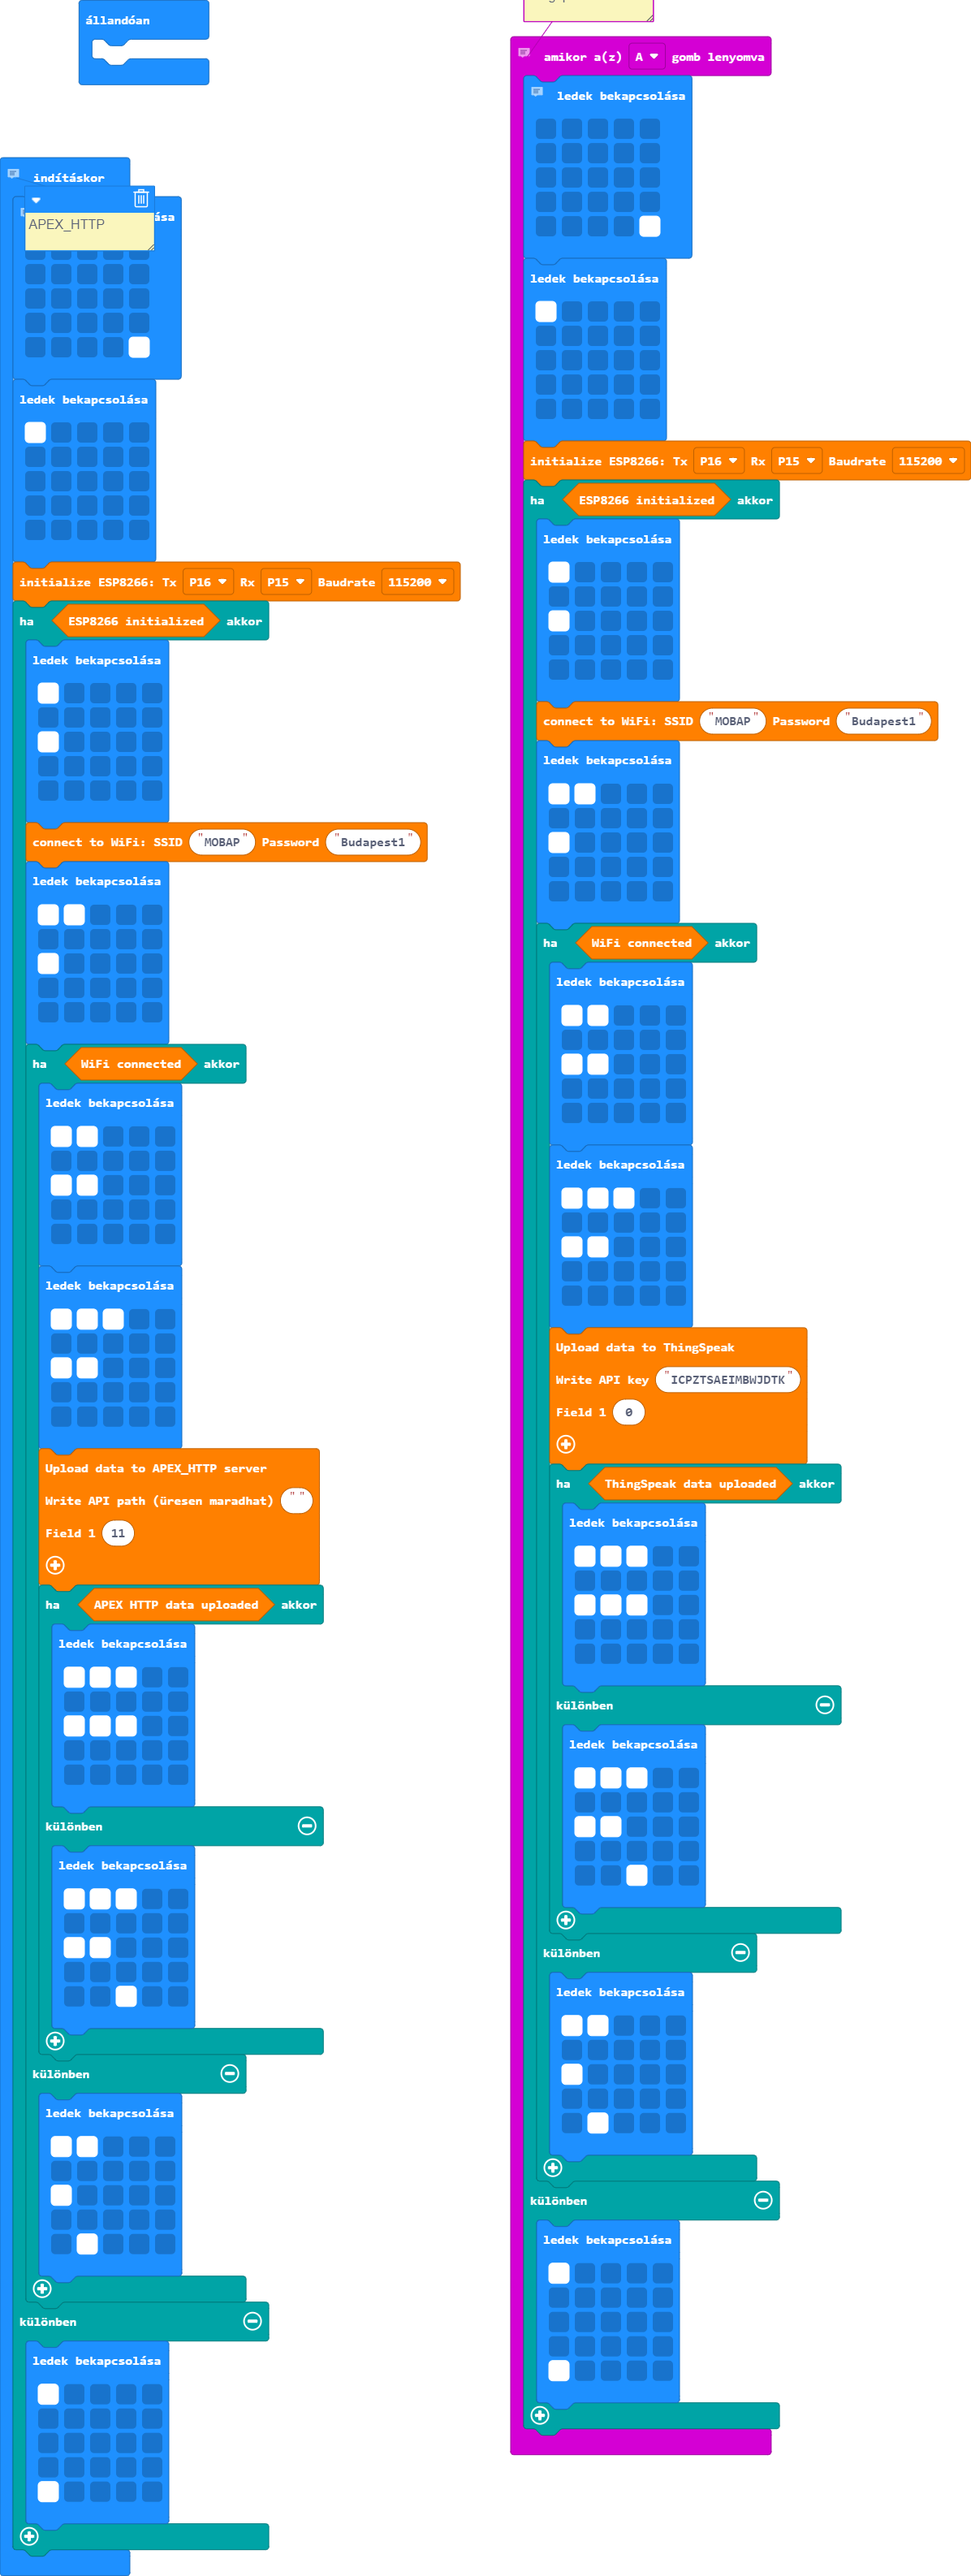 állandóan
indításkor
ása
APEX_HTTP
ledek bekapcsolása
initialize ESP8266: Tx P16 Rx P15 Baudrate 115200
ha ESP8266 initialized akkor
ledek bekapcsolása
connect to WiFi: SSID "MOBAP" Password "Budapest1"
ledek bekapcsolása
ha WiFi connected akkor
ledek bekapcsolása
ledek bekapcsolása
Upload data to APEX_HTTP server
Write API path (üresen maradhat) ""
Field 1 11
ha APEX HTTP data uploaded akkor
ledek bekapcsolása
különben
ledek bekapcsolása
különben
ledek bekapcsolása
különben
ledek bekapcsolása
amikor a(z) A gomb lenyomva
ledek bekapcsolása
ledek bekapcsolása
initialize ESP8266: Tx P16 Rx P15 Baudrate 115200
ha ESP8266 initialized akkor
ledek bekapcsolása
connect to WiFi: SSID "MOBAP" Password "Budapest1"
ledek bekapcsolása
ha WiFi connected akkor
ledek bekapcsolása
ledek bekapcsolása
Upload data to ThingSpeak
Write API key "ICPZTSAEIMBWJDTK"
Field 1 0
ha ThingSpeak data uploaded akkor
ledek bekapcsolása
különben
ledek bekapcsolása
különben
ledek bekapcsolása
különben
ledek bekapcsolása